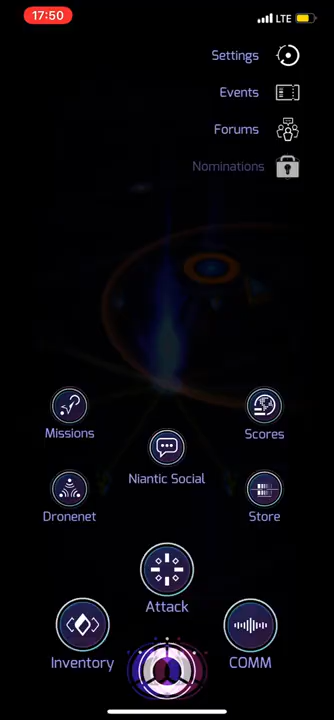 17:50
LTE
Settings
Events
Forums
Nominations
Missions
Scores
Niantic Social
Dronenet
Store
Attack
Inventory
COMM